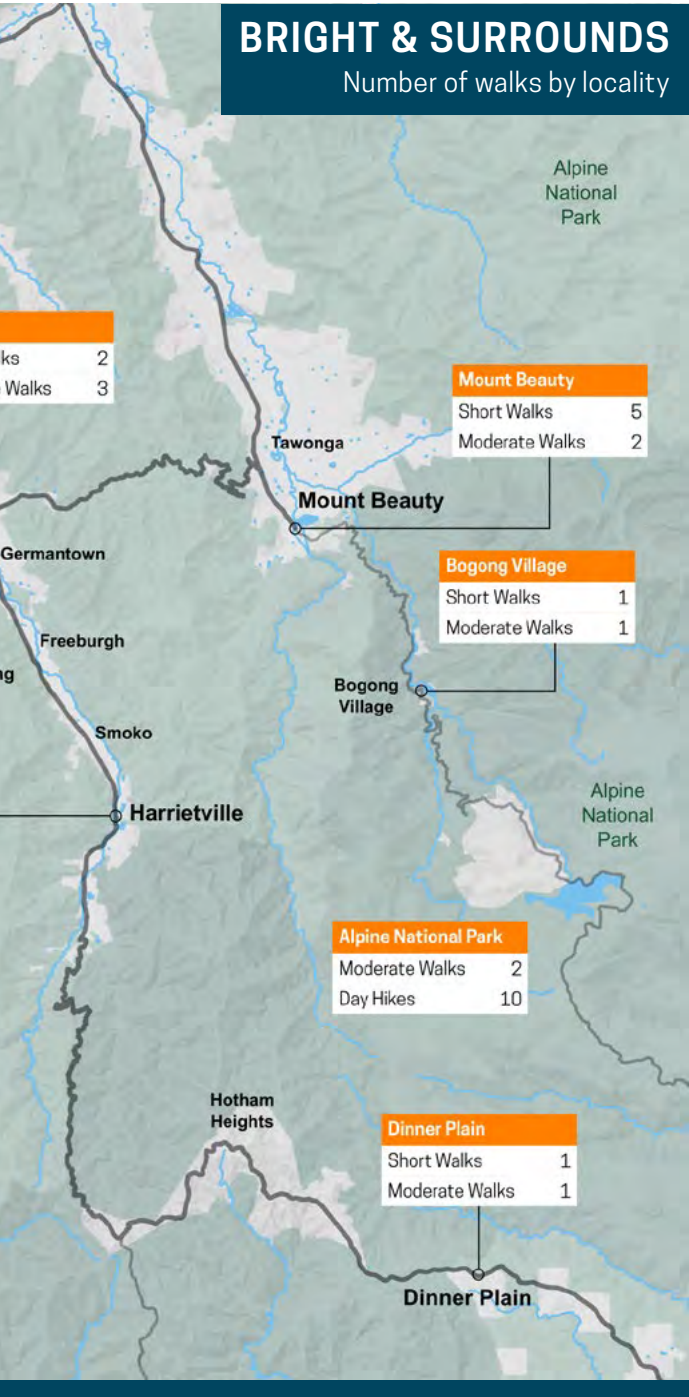 BRIGHT & SURROUNDS
Number of walks by locality
Alpine
National
Park
ks 2
Walks 3
Mount Beauty
Short Walks 5
Moderate Walks 2
Tawonga
Mount Beauty
Germantown
Bogong Village
Short Walks 1
Moderate Walks 1
Freeburgh
ng
Bogong
Village
Smoko
Harrietville
Alpine
National
Park
Alpine National Park
Moderate Walks 2
Day Hikes 10
Hotham
Heights
Dinner Plain
Short Walks 1
Moderate Walks 1
Dinner Plain